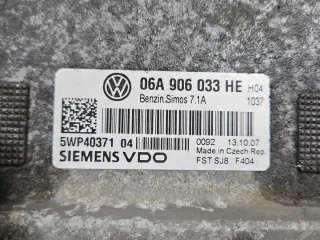 06A 906 033 HE H04
Benzin.Simos 7.1A 1037
5WP40371 04 0092 13.10.07
Made in Czech Rep.
SIEMENS VDO FST SJ8 F404